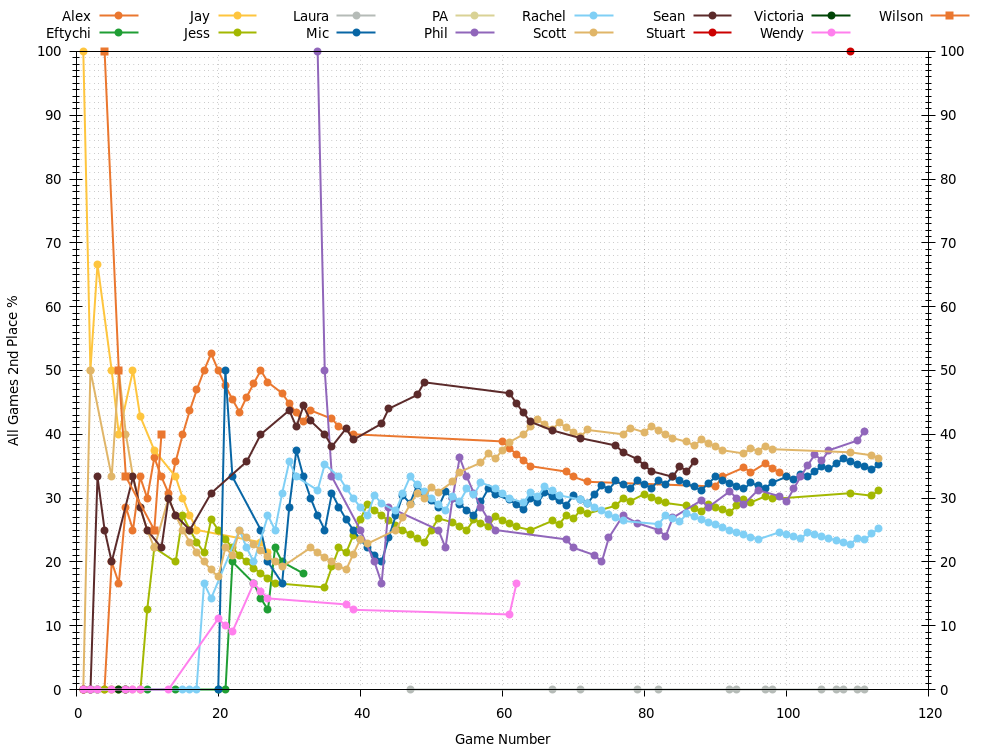 Alex Jay Laura PA Rachel Sean Victoria Wilson
Eftychi Jess Mic Phil Scott Stuart Wendy
100 100
90 90
80 80
70 70
60 60
50 50
40 40
30 30
20 20
10 10
0 0
0 20 40 60 80 100 120
All Games 2nd Place %
Game Number